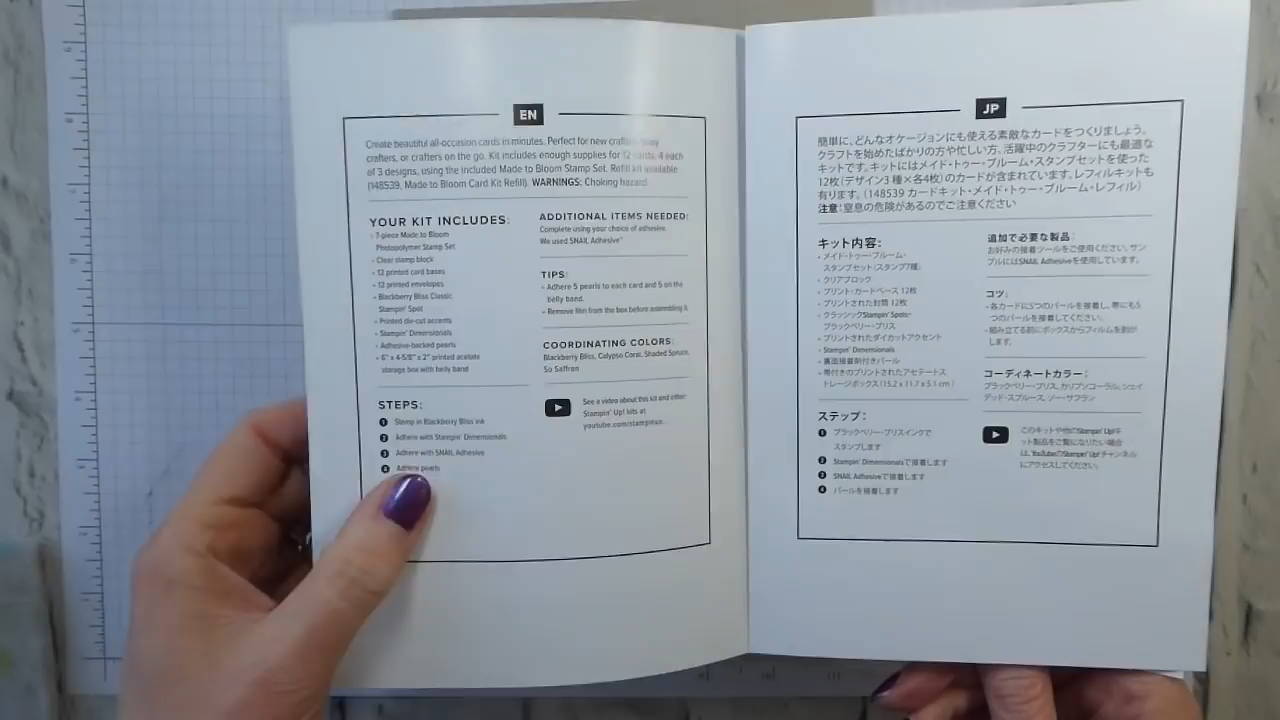 EN
Create beautiful all-occasion cards in minutes. Perfect for new crafters, busy
crafters, or crafters on the go. Kit includes enough supplies for 12 cards, 4 each
of 3 designs, using the included Made to Bloom Stamp Set. Refill kit available
(148539, Made to Bloom Card Kit Refill). WARNINGS: Choking hazard.
YOUR KIT INCLUDES:
• 7-piece Made to Bloom
Photopolymer Stamp Set
• Clear stamp block
• 12 printed card bases
• 12 printed envelopes
• Blackberry Bliss Classic
Stampin' Spot
• Printed die-cut accents
• Stampin' Dimensionals
• Adhesive-backed pearls
• 6" x 4-5/8" x 2" printed acetate
storage box with belly band
STEPS:
1 Stamp in Blackberry Bliss ink
2 Adhere with Stampin' Dimensionals
3 Adhere with SNAIL Adhesive
4 Adhere pearls
ADDITIONAL ITEMS NEEDED:
Complete using your choice of adhesive.
We used SNAIL Adhesive™
TIPS:
• Adhere 5 pearls to each card and 5 on the
belly band.
• Remove film from the box before assembling it.
COORDINATING COLORS:
Blackberry Bliss, Calypso Coral, Shaded Spruce,
So Saffron
See a video about this kit and other
Stampin' Up! kits at
JP
簡単に、どんなオケージョンにも使える素敵なカードをつくりましょう。
クラフトを始めたばかりの方や忙しい方、活躍中のクラフターにも最適な
キットです。キットにはメイド・トゥー・ブルーム・スタンプセットを使った
12枚(デザイン3 種×各4枚)のカードが含まれています。レフィルキットも
有ります。(148539 カードキット・メイド・トゥー・ブルーム・レフィル)
注意:窒息の危険があるのでご注意ください
キット内容:
• メイド・トゥー・ブルーム・
スタンプセット(スタンプ7種)
• クリアブロック
• プリント・カードベース 12枚
• プリントされた封筒 12枚
• クラッシックStampin' Spots・
ブラックベリー・ブリス
• プリントされたダイカットアクセント
• Stampin' Dimensionals
• 裏面接着剤付きパール
• 帯付きのプリントされたアセテートス
トレージボックス(15.2 x 11.7 x 5.1 cm )
ステップ:
1 ブラックベリー・ブリスインクで
スタンプします
2 Stampin' Dimensionalsで接着します
3 SNAIL Adhesiveで接着します
4 パールを接着します
追加で必要な製品:
お好みの接着ツールをご使用ください。サン
プルにはSNAIL Adhesiveを使用しています。
コツ:
• 各カードに5つのパールを接着し、帯にも5
つのパールを接着してください。
• 組み立てる前にボックスからフィルムを剥が
します。
コーディネートカラー:
ブラックベリー・ブリス、カリプソコーラル、シェイ
デッド・スプルース、ソー・サフラン
このキットや他にStampin' Up!キ
ット製品をご覧になりたい場合
は、YouTubeのStampin' Up!チャンネル
にアクセスしてください。